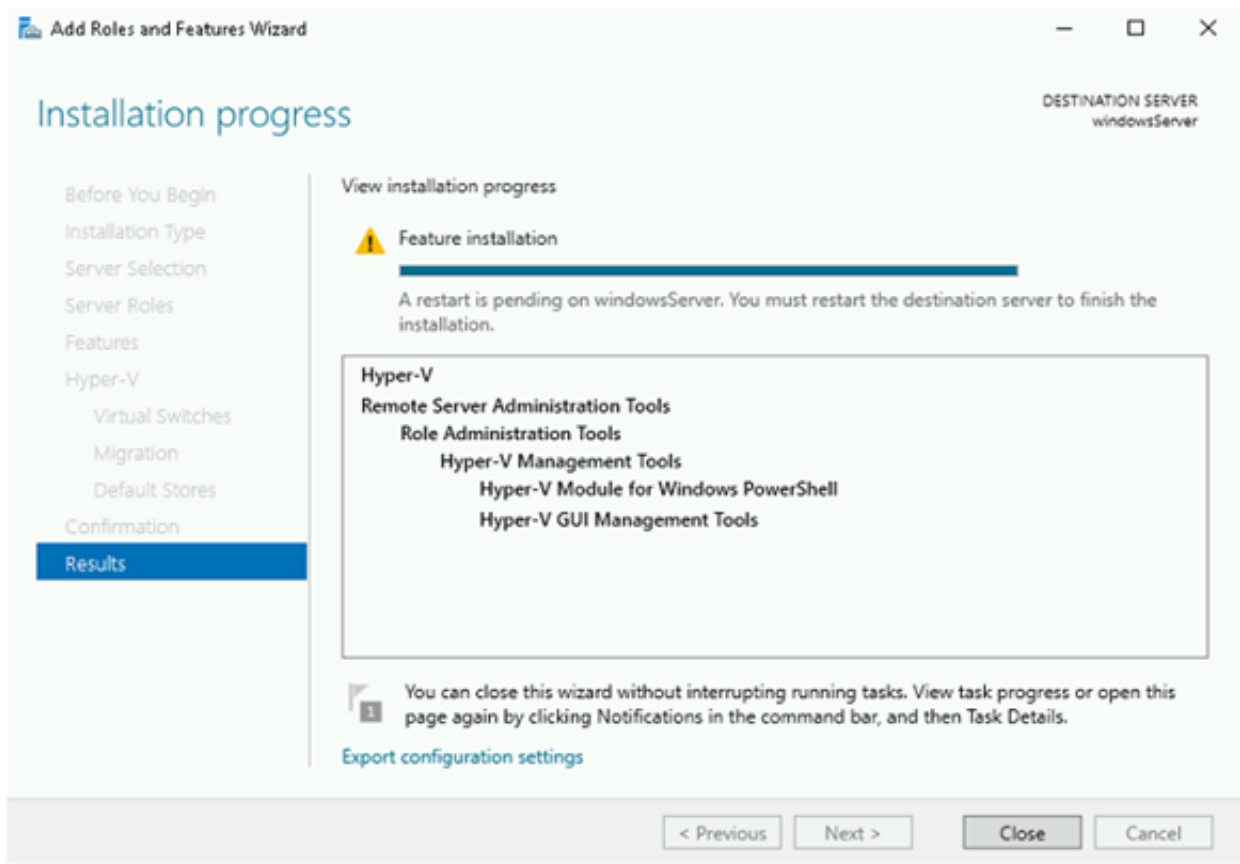 Add Roles and Features Wizard
Installation progress
DESTINATION SERVER
windowsServer
Before You Begin
Installation Type
Server Selection
Server Roles
Features
Hyper-V
Virtual Switches
Migration
Default Stores
Confirmation
Results
View installation progress
Feature installation
A restart is pending on windowsServer. You must restart the destination server to finish the
installation.
Hyper-V
Remote Server Administration Tools
Role Administration Tools
Hyper-V Management Tools
Hyper-V Module for Windows PowerShell
Hyper-V GUI Management Tools
1
You can close this wizard without interrupting running tasks. View task progress or open this
page again by clicking Notifications in the command bar, and then Task Details.
Export configuration settings
< Previous
Next >
Close
Cancel